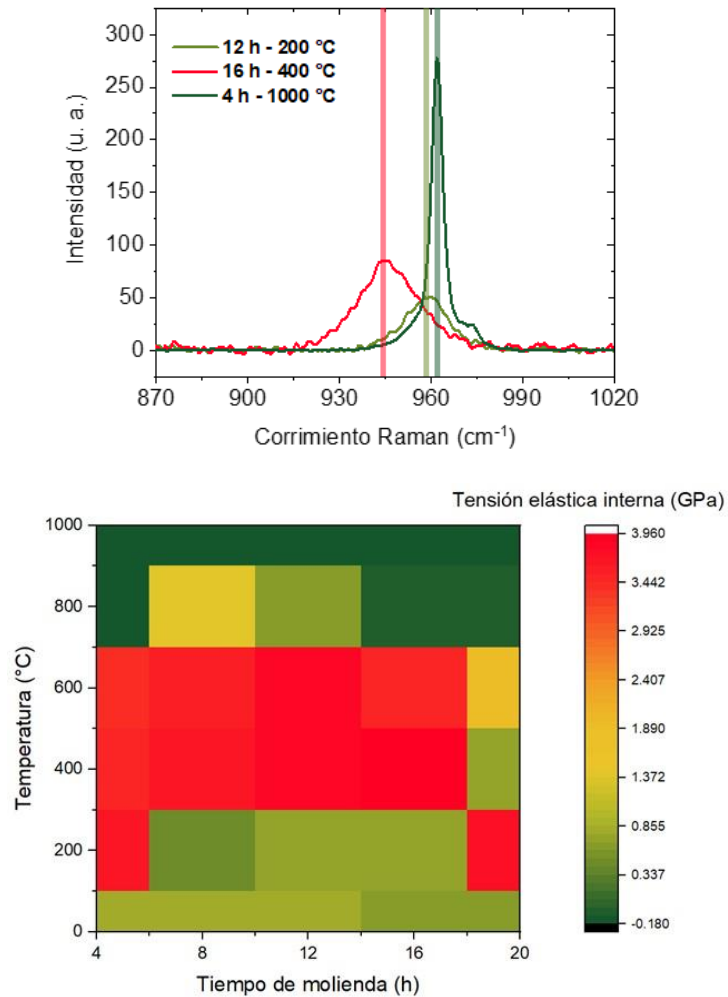 300
250
200
150
100
50
0
Intensidad (u. a.)
12 h - 200 °C
16 h - 400 °C
4 h - 1000 °C
870 900 930 960 990 1020
Corrimiento Raman (cm⁻¹)
Tensión elástica interna (GPa)
1000
800
600
400
200
0
Temperatura (°C)
4 8 12 16 20
Tiempo de molienda (h)
3.960
3.442
2.925
2.407
1.890
1.372
0.855
0.337
-0.180